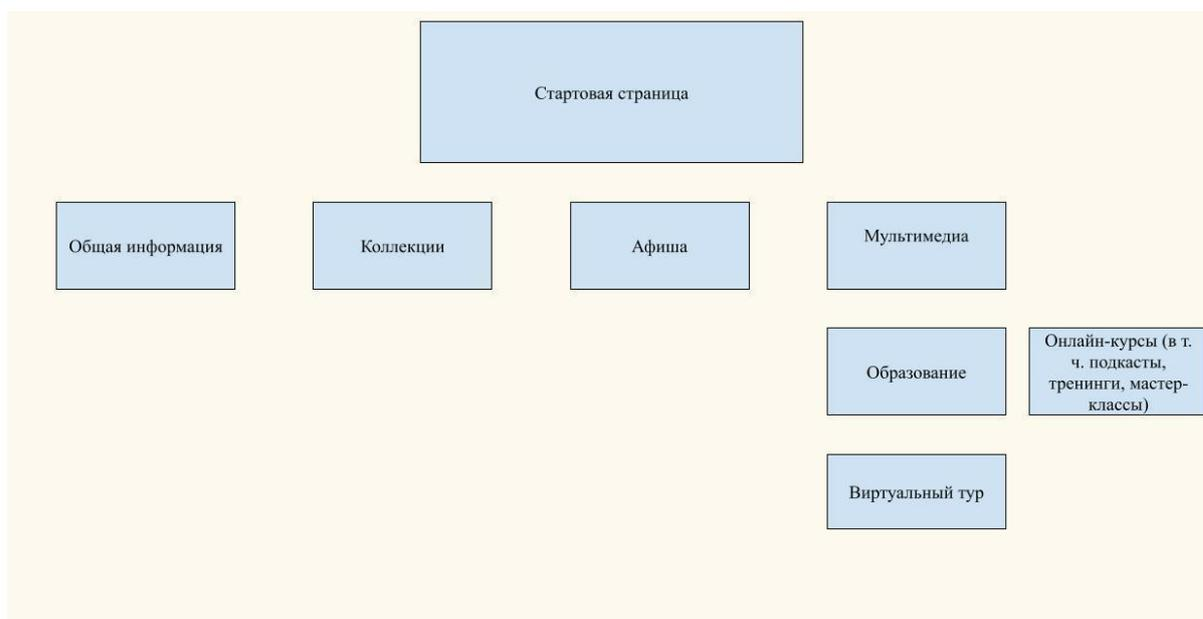 Стартовая страница
Общая информация
Коллекции
Афиша
Мультимедиа
Образование
Онлайн-курсы (в т.
ч. подкасты,
тренинги, мастер-
классы)
Виртуальный тур